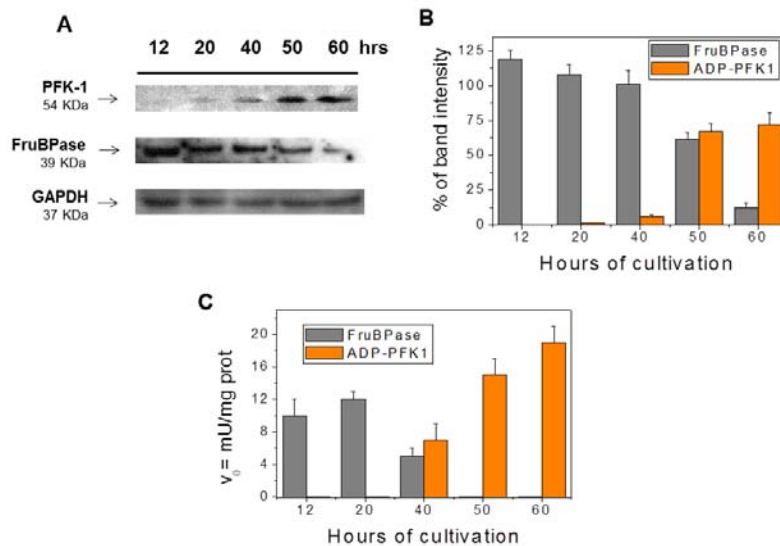 A
12 20 40 50 60 hrs
PFK-1
54 KDa
FruBPase
39 KDa
GAPDH
37 KDa
B
% of band intensity
125
100
75
50
25
0
FruBPase
ADP-PFK1
12 20 40 50 60
Hours of cultivation
C
v₀ = mU/mg prot
20
16
12
8
4
0
FruBPase
ADP-PFK1
12 20 40 50 60
Hours of cultivation